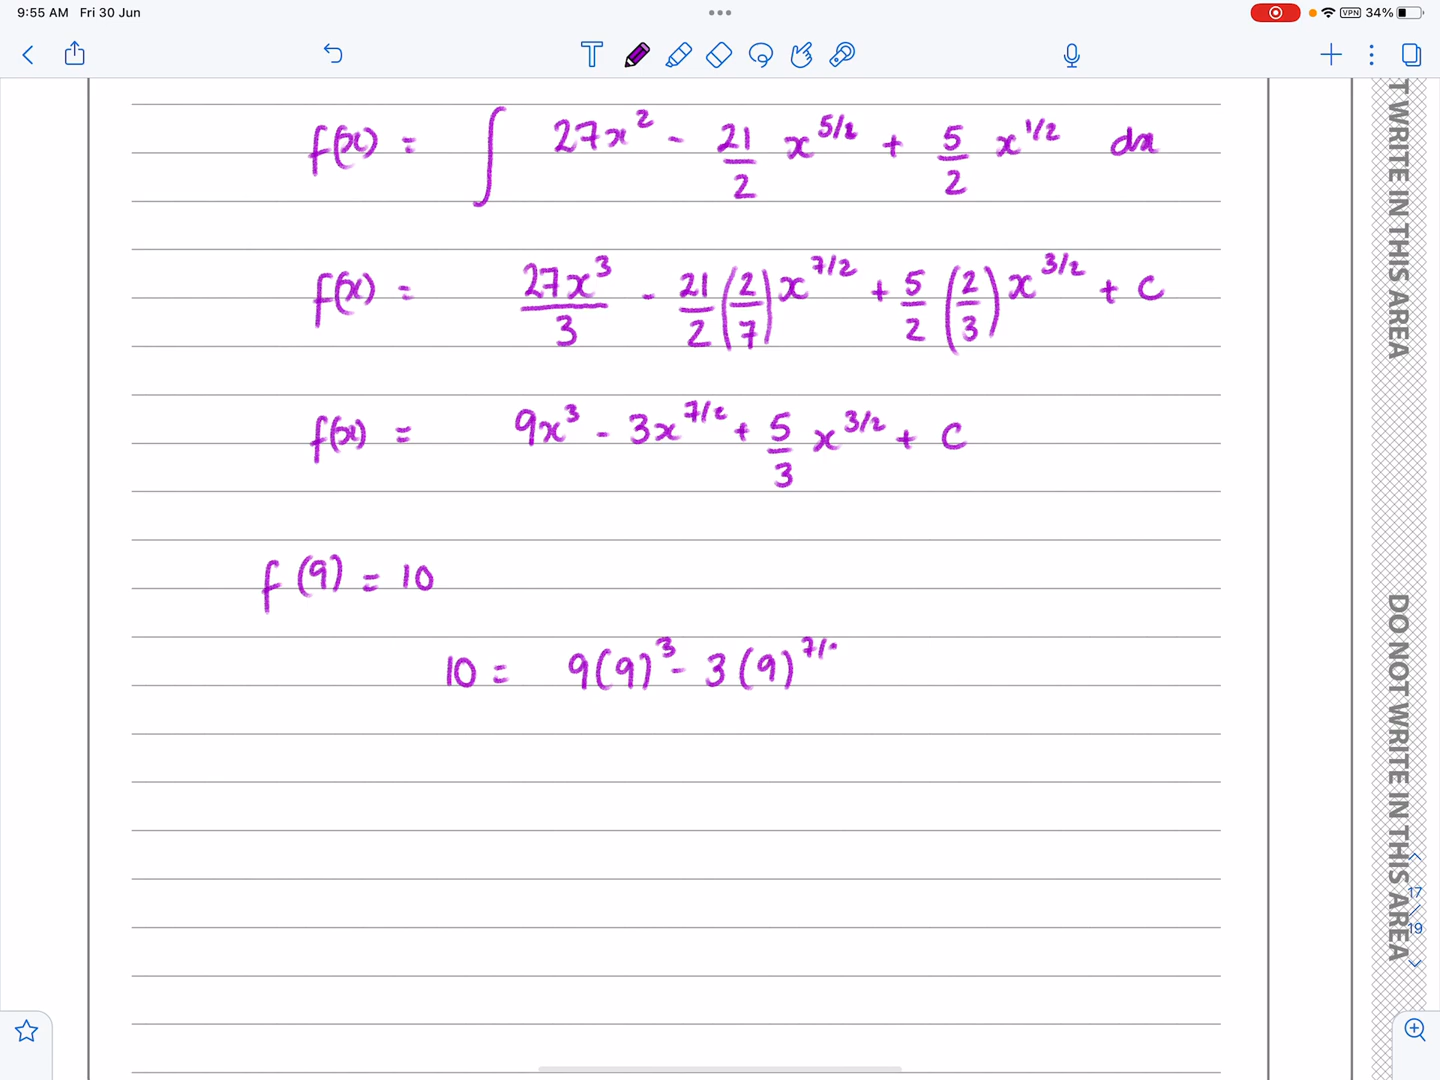 9:55 AM Fri 30 Jun
VPN 34%
T
f(x) = ∫ 27x² - 21/2 x^5/2 + 5/2 x^1/2 dx
f(x) = 27x³/3 - 21/2 (2/7) x^7/2 + 5/2 (2/3) x^3/2 + c
f(x) = 9x³ - 3x^7/2 + 5/3 x^3/2 + c
f(9) = 10
10 = 9(9)³ - 3(9)^7/
T WRITE IN THIS AREA
DO NOT WRITE IN THIS AREA
17
/
19